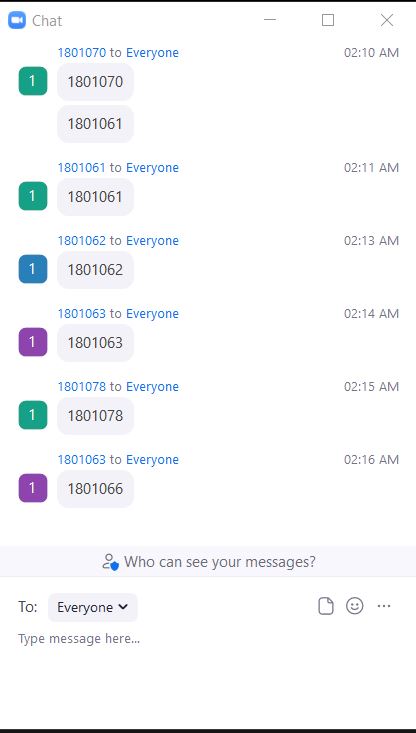 Chat
1801070 to Everyone 02:10 AM
1 1801070
1801061
1801061 to Everyone 02:11 AM
1 1801061
1801062 to Everyone 02:13 AM
1 1801062
1801063 to Everyone 02:14 AM
1 1801063
1801078 to Everyone 02:15 AM
1 1801078
1801063 to Everyone 02:16 AM
1 1801066
Who can see your messages?
To: Everyone
Type message here...